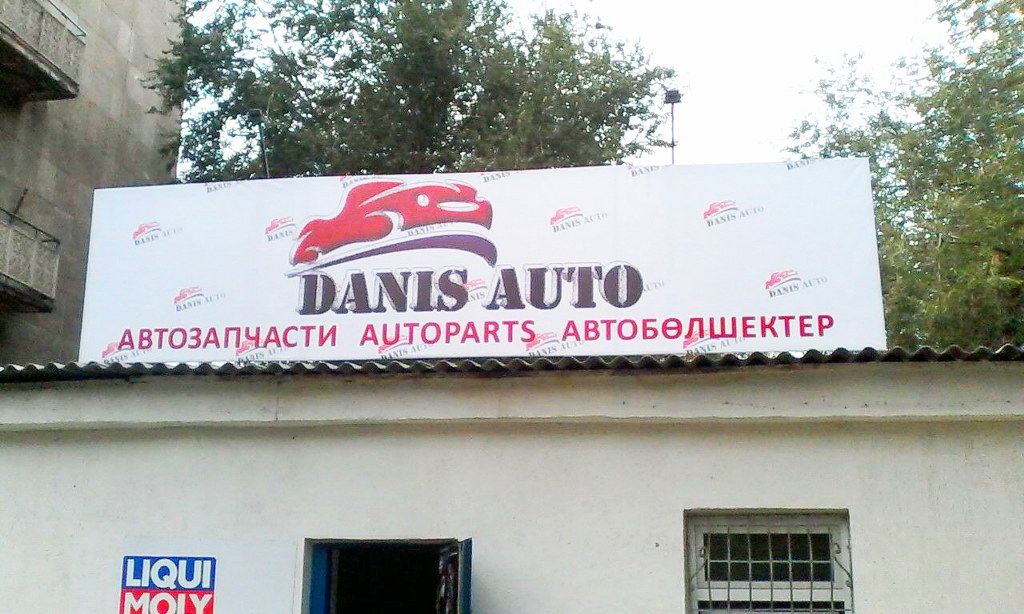 DANIS AUTO
АВТОЗАПЧАСТИ AUTOPARTS АВТОБӨЛШЕКТЕР
LIQUI
MOLY